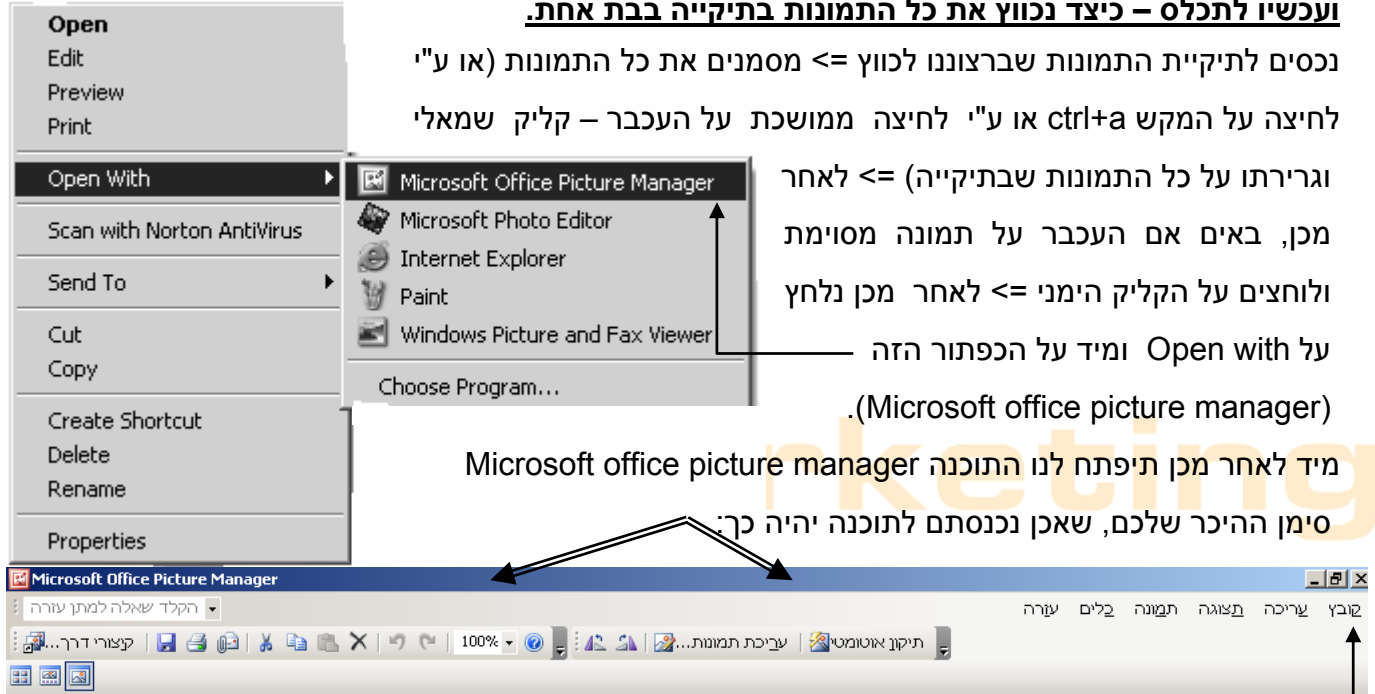 ועכשיו לתכלס – כיצד נכווץ את כל התמונות בתיקייה בבת אחת.
נכסים לתיקיית התמונות שברצוננו לכווץ => מסמנים את כל התמונות (או ע"י
לחיצה על המקש ctrl+a או ע"י לחיצה ממושכת על העכבר – קליק שמאלי
וגרירתו על כל התמונות שבתיקייה) => לאחר
מכן, באים אם העכבר על תמונה מסוימת
ולוחצים על הקליק הימני => לאחר מכן נלחץ
על Open with ומיד על הכפתור הזה
(Microsoft office picture manager).
מיד לאחר מכן תיפתח לנו התוכנה Microsoft office picture manager
סימן ההיכר שלכם, שאכן נכנסתם לתוכנה יהיה כך:
Open
Edit
Preview
Print
Open With
Scan with Norton AntiVirus
Send To
Cut
Copy
Create Shortcut
Delete
Rename
Properties
Microsoft Office Picture Manager
Microsoft Photo Editor
Internet Explorer
Paint
Windows Picture and Fax Viewer
Choose Program...
Microsoft Office Picture Manager
קובץ עריכה תצוגה תמונה כלים עזרה
הקלד שאלה למתן עזרה
תיקון אוטומטי עריכת תמונות... 100% קיצורי דרך...